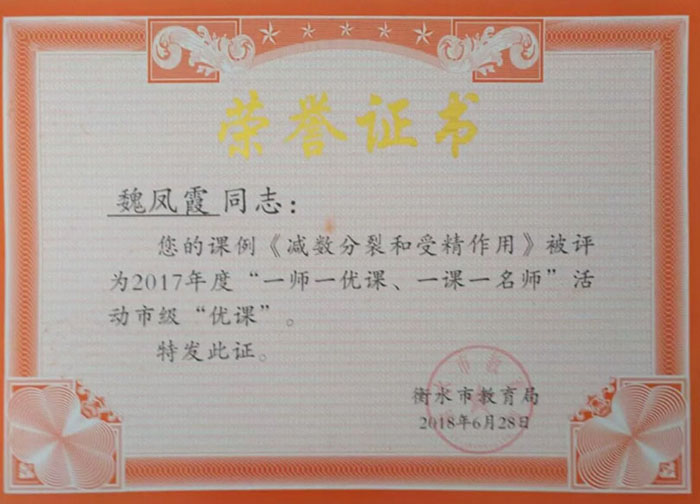 荣誉证书
魏凤霞同志：
您的课例《减数分裂和受精作用》被评
为2017年度“一师一优课、一课一名师”活
动市级“优课”。
特发此证。
衡水市教育局
2018年6月28日